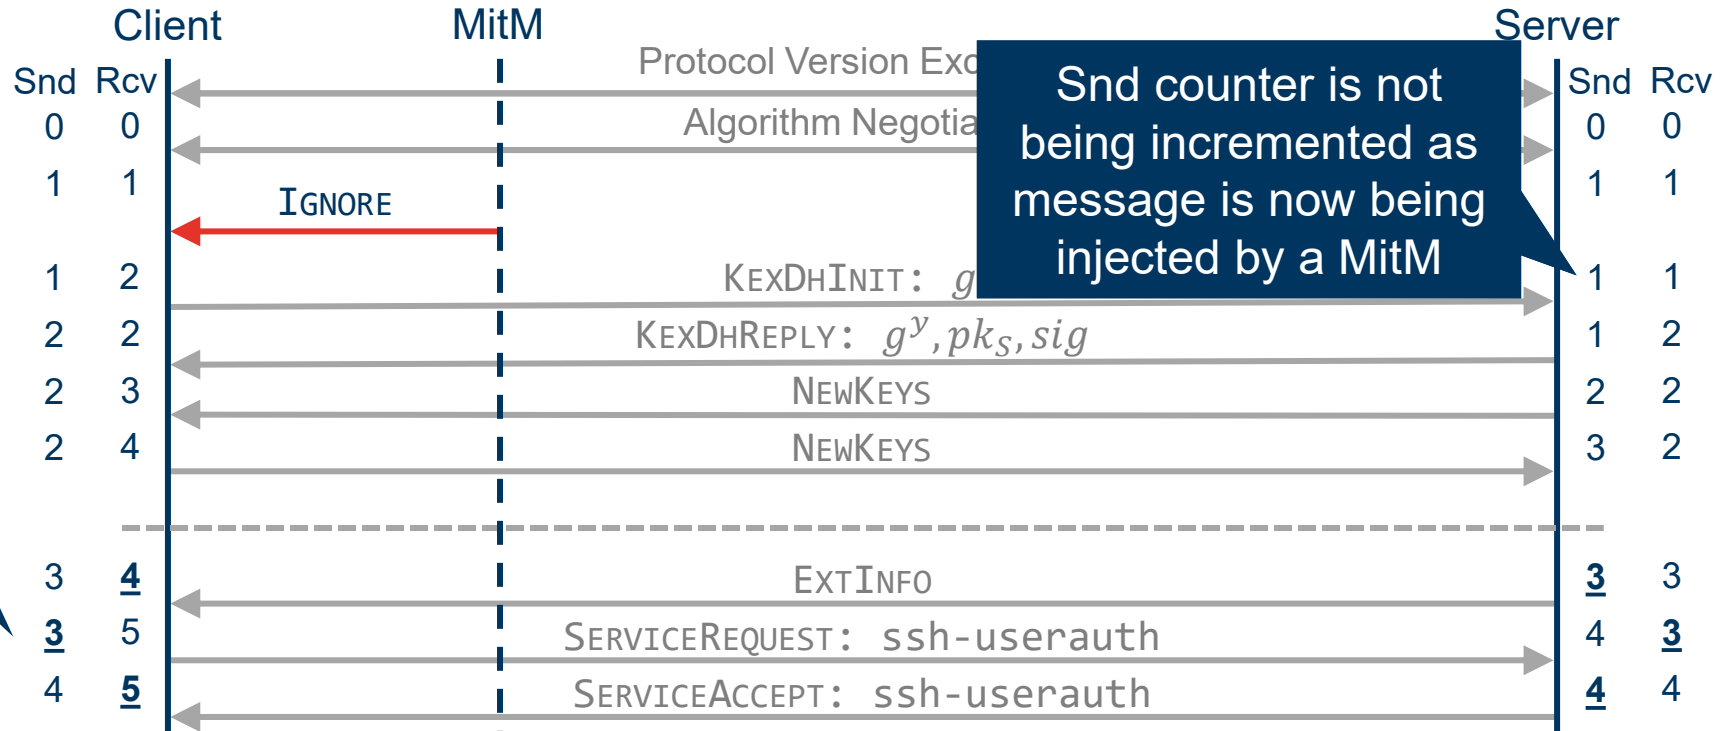 Client MitM Server
Snd Rcv Protocol Version Exc Snd Rcv
0 0 Algorithm Negotia 0 0
1 1 1 1
IGNORE
Snd counter is not
being incremented as
message is now being
injected by a MitM
1 2 KEXDHINIT: g 1 1
2 2 KEXDHREPLY: g^y, pk_S, sig 1 2
2 3 NEWKEYS 2 2
2 4 NEWKEYS 3 2
3 4 EXTINFO 3 3
3 5 SERVICEREQUEST: ssh-userauth 4 3
4 5 SERVICEACCEPT: ssh-userauth 4 4